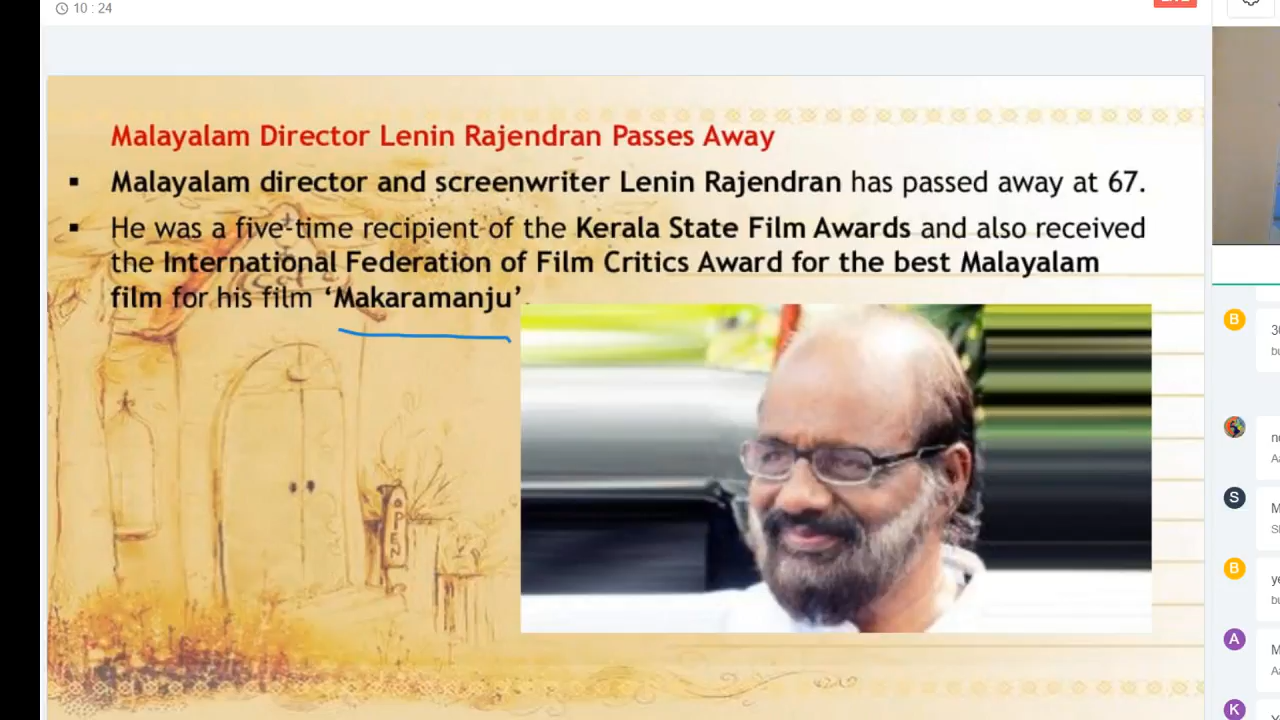 10 : 24
Malayalam Director Lenin Rajendran Passes Away
▪ Malayalam director and screenwriter Lenin Rajendran has passed away at 67.
▪ He was a five-time recipient of the Kerala State Film Awards and also received
the International Federation of Film Critics Award for the best Malayalam
film for his film ‘Makaramanju’.
OPEN
B
S
B
A
K